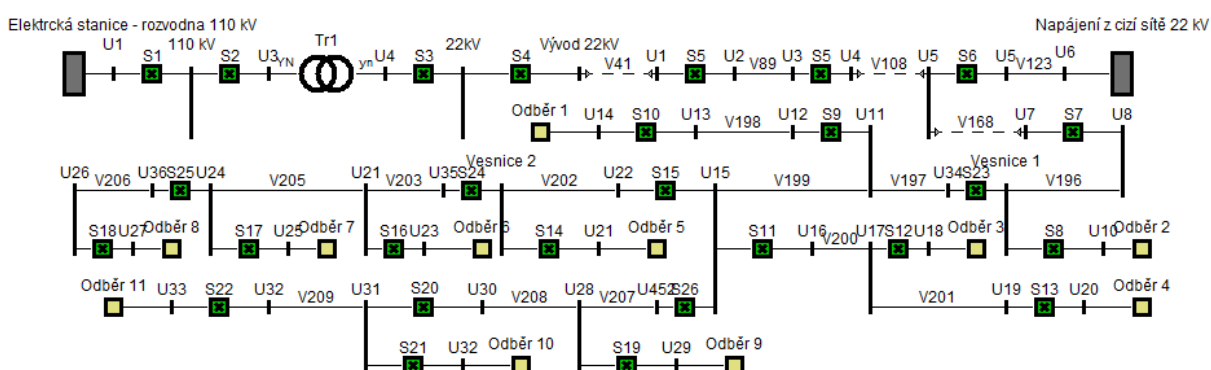 Elektrcká stanice - rozvodna 110 kV
Napájení z cizí sítě 22 kV
U1 S1 110 kV S2 U3 YN Tr1 yn U4 S3 22kV S4 Vývod 22kV V41 U1 S5 U2 V89 U3 S5 U4 V108 U5 S6 U5 V123 U6
Odběr 1 U14 S10 U13 V198 U12 S9 U11 V168 U7 S7 U8
U26 V206 U36 S25 U24 V205 U21 V203 U35 S24 Vesnice 2 V202 U22 S15 U15 V199 V197 U34 S23 Vesnice 1 V196
S18 U27 Odběr 8 S17 U25 Odběr 7 S16 U23 Odběr 6 S14 U21 Odběr 5 S11 U16 V200 U17 S12 U18 Odběr 3 S8 U10 Odběr 2
Odběr 11 U33 S22 U32 V209 U31 S20 U30 V208 U28 V207 U452 S26 V201 U19 S13 U20 Odběr 4
S21 U32 Odběr 10 S19 U29 Odběr 9